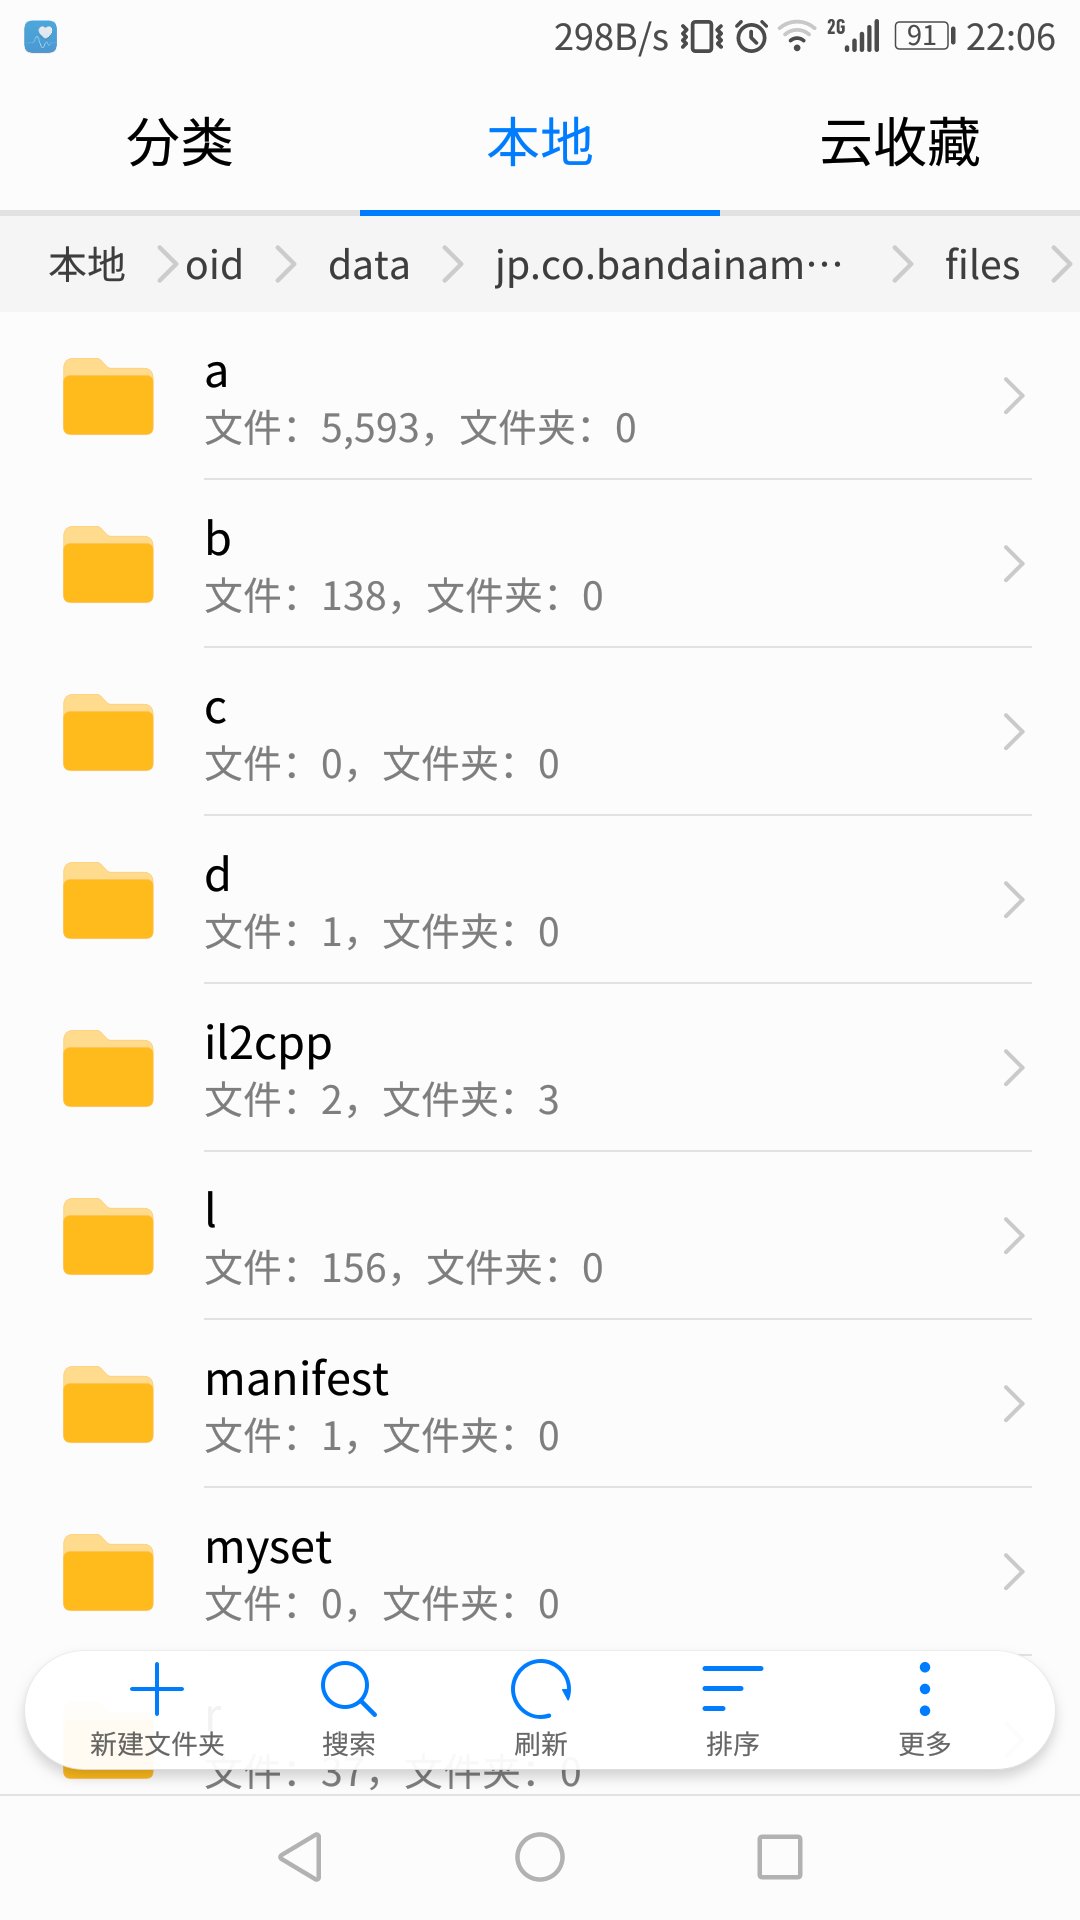 298B/s 2G 91 22:06
分类 本地 云收藏
本地 oid data jp.co.bandainam··· files
a
文件：5,593，文件夹：0
b
文件：138，文件夹：0
c
文件：0，文件夹：0
d
文件：1，文件夹：0
il2cpp
文件：2，文件夹：3
l
文件：156，文件夹：0
manifest
文件：1，文件夹：0
myset
文件：0，文件夹：0
r
新建文件夹 搜索 刷新 排序 更多
文件：37，文件夹：0